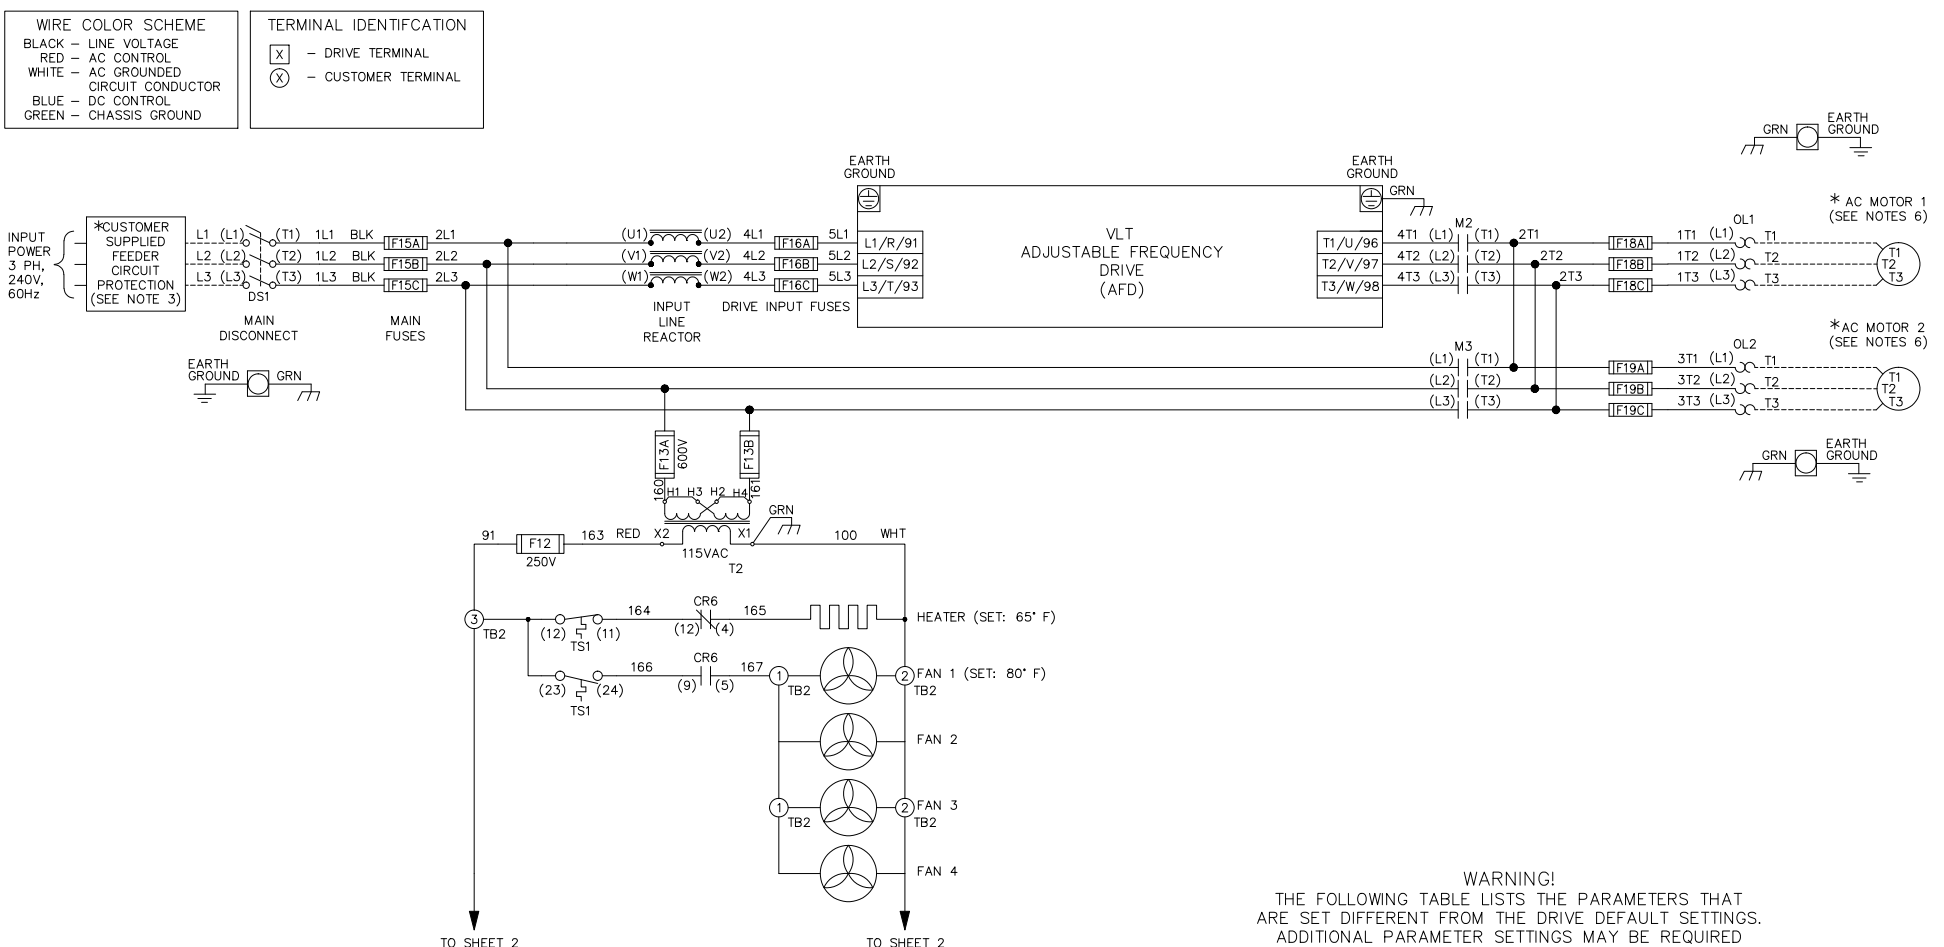 WIRE COLOR SCHEME
BLACK – LINE VOLTAGE
RED – AC CONTROL
WHITE – AC GROUNDED
CIRCUIT CONDUCTOR
BLUE – DC CONTROL
GREEN – CHASSIS GROUND
TERMINAL IDENTIFCATION
X – DRIVE TERMINAL
X – CUSTOMER TERMINAL
GRN
EARTH
GROUND
EARTH
GROUND
EARTH
GROUND
GRN
INPUT
POWER
3 PH,
240V,
60Hz
*CUSTOMER
SUPPLIED
FEEDER
CIRCUIT
PROTECTION
(SEE NOTE 3)
L1 (L1) (T1) 1L1 BLK F15A 2L1
L2 (L2) (T2) 1L2 BLK F15B 2L2
L3 (L3) (T3) 1L3 BLK F15C 2L3
DS1
MAIN
DISCONNECT
MAIN
FUSES
(U1) (U2) 4L1 F16A 5L1 L1/R/91
(V1) (V2) 4L2 F16B 5L2 L2/S/92
(W1) (W2) 4L3 F16C 5L3 L3/T/93
INPUT
LINE
REACTOR
DRIVE INPUT FUSES
VLT
ADJUSTABLE FREQUENCY
DRIVE
(AFD)
M2
T1/U/96 4T1 (L1) (T1) 2T1 F18A 1T1 (L1) T1
T2/V/97 4T2 (L2) (T2) 2T2 F18B 1T2 (L2) T2
T3/W/98 4T3 (L3) (T3) 2T3 F18C 1T3 (L3) T3
OL1
* AC MOTOR 1
(SEE NOTES 6)
T1
T2
T3
EARTH
GROUND
GRN
M3
(L1) (T1) F19A 3T1 (L1) T1
(L2) (T2) F19B 3T2 (L2) T2
(L3) (T3) F19C 3T3 (L3) T3
OL2
* AC MOTOR 2
(SEE NOTES 6)
T1
T2
T3
GRN
EARTH
GROUND
F13A
600V
F13B
160
H1 H3 H2 H4
161
GRN
91 F12 163 RED X2 X1 100 WHT
250V
115VAC
T2
3
TB2
164 CR6 165
(12) (11) (12) (4)
TS1
HEATER (SET: 65° F)
166 CR6 167 1 2 FAN 1 (SET: 80° F)
(23) (24) (9) (5) TB2 TB2
TS1
FAN 2
1 2 FAN 3
TB2 TB2
FAN 4
TO SHEET 2
TO SHEET 2
WARNING!
THE FOLLOWING TABLE LISTS THE PARAMETERS THAT
ARE SET DIFFERENT FROM THE DRIVE DEFAULT SETTINGS.
ADDITIONAL PARAMETER SETTINGS MAY BE REQUIRED